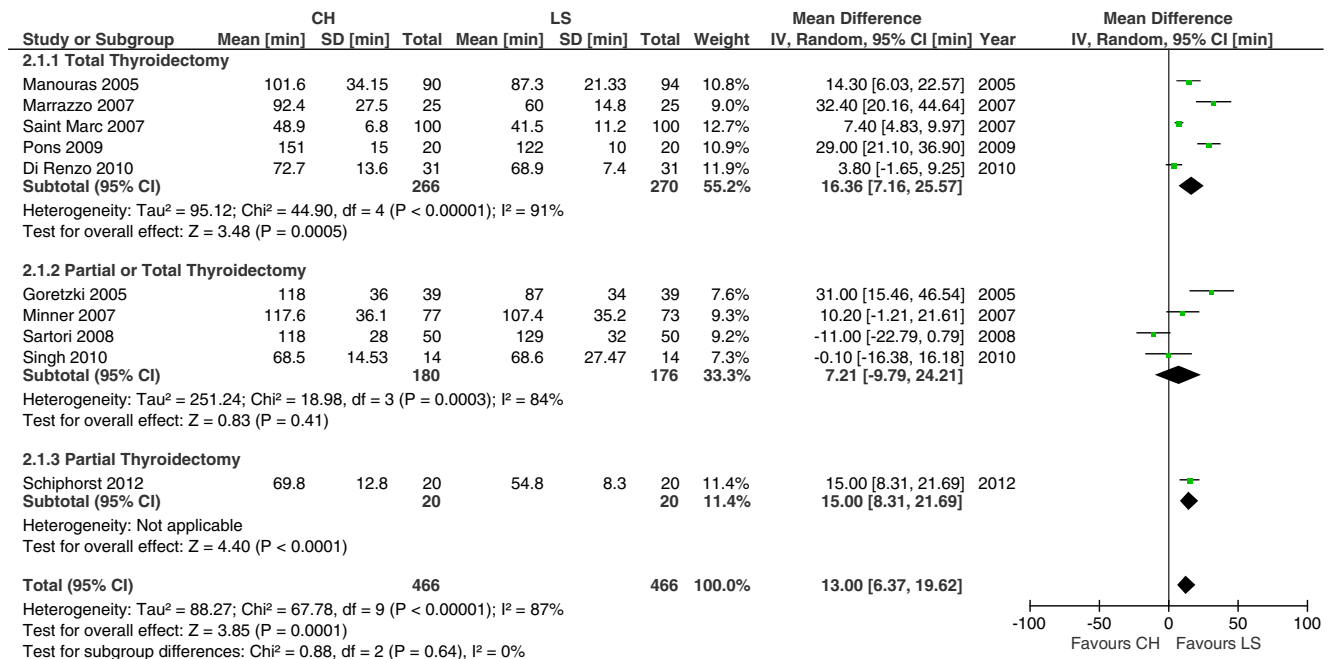 CH LS Mean Difference Mean Difference
Study or Subgroup Mean [min] SD [min] Total Mean [min] SD [min] Total Weight IV, Random, 95% CI [min] Year IV, Random, 95% CI [min]
2.1.1 Total Thyroidectomy
Manouras 2005 101.6 34.15 90 87.3 21.33 94 10.8% 14.30 [6.03, 22.57] 2005
Marrazzo 2007 92.4 27.5 25 60 14.8 25 9.0% 32.40 [20.16, 44.64] 2007
Saint Marc 2007 48.9 6.8 100 41.5 11.2 100 12.7% 7.40 [4.83, 9.97] 2007
Pons 2009 151 15 20 122 10 20 10.9% 29.00 [21.10, 36.90] 2009
Di Renzo 2010 72.7 13.6 31 68.9 7.4 31 11.9% 3.80 [-1.65, 9.25] 2010
Subtotal (95% CI) 266 270 55.2% 16.36 [7.16, 25.57]
Heterogeneity: Tau² = 95.12; Chi² = 44.90, df = 4 (P < 0.00001); I² = 91%
Test for overall effect: Z = 3.48 (P = 0.0005)
2.1.2 Partial or Total Thyroidectomy
Goretzki 2005 118 36 39 87 34 39 7.6% 31.00 [15.46, 46.54] 2005
Minner 2007 117.6 36.1 77 107.4 35.2 73 9.3% 10.20 [-1.21, 21.61] 2007
Sartori 2008 118 28 50 129 32 50 9.2% -11.00 [-22.79, 0.79] 2008
Singh 2010 68.5 14.53 14 68.6 27.47 14 7.3% -0.10 [-16.38, 16.18] 2010
Subtotal (95% CI) 180 176 33.3% 7.21 [-9.79, 24.21]
Heterogeneity: Tau² = 251.24; Chi² = 18.98, df = 3 (P = 0.0003); I² = 84%
Test for overall effect: Z = 0.83 (P = 0.41)
2.1.3 Partial Thyroidectomy
Schiphorst 2012 69.8 12.8 20 54.8 8.3 20 11.4% 15.00 [8.31, 21.69] 2012
Subtotal (95% CI) 20 20 11.4% 15.00 [8.31, 21.69]
Heterogeneity: Not applicable
Test for overall effect: Z = 4.40 (P < 0.0001)
Total (95% CI) 466 466 100.0% 13.00 [6.37, 19.62]
Heterogeneity: Tau² = 88.27; Chi² = 67.78, df = 9 (P < 0.00001); I² = 87%
Test for overall effect: Z = 3.85 (P = 0.0001)
Test for subgroup differences: Chi² = 0.88, df = 2 (P = 0.64), I² = 0%
-100 -50 0 50 100
Favours CH Favours LS